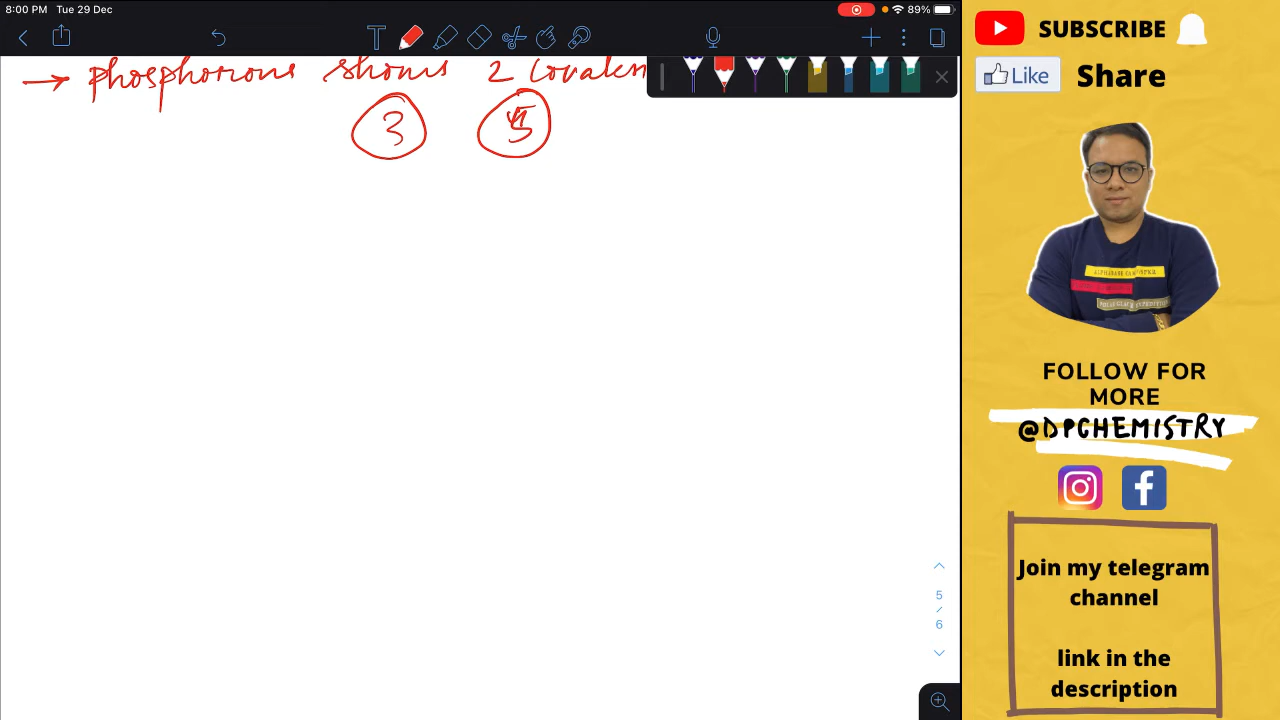 8:00 PM Tue 29 Dec
89%
→ phosphorous shows 2 Covalen
3 5
5
/
6
SUBSCRIBE
Like Share
FOLLOW FOR
MORE
@DPCHEMISTRY
Join my telegram
channel
link in the
description